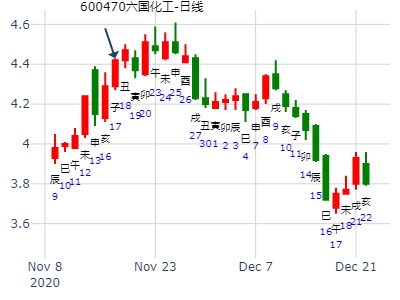 600470六国化工-日线
4.6
4.4
4.2
4
3.8
3.6
辰
9
巳
10
午
11
未
12
申
13
亥
16
子
17
丑
18
寅
19
卯
20
午
23
未
24
申
25
酉
26
戌
27
丑
30
寅
1
卯
2
辰
3
巳
4
申
7
酉
8
戌
9
亥
10
子
11
卯
14
辰
15
巳
16
午
17
未
18
戌
21
亥
22
Nov 8
2020
Nov 23
Dec 7
Dec 21